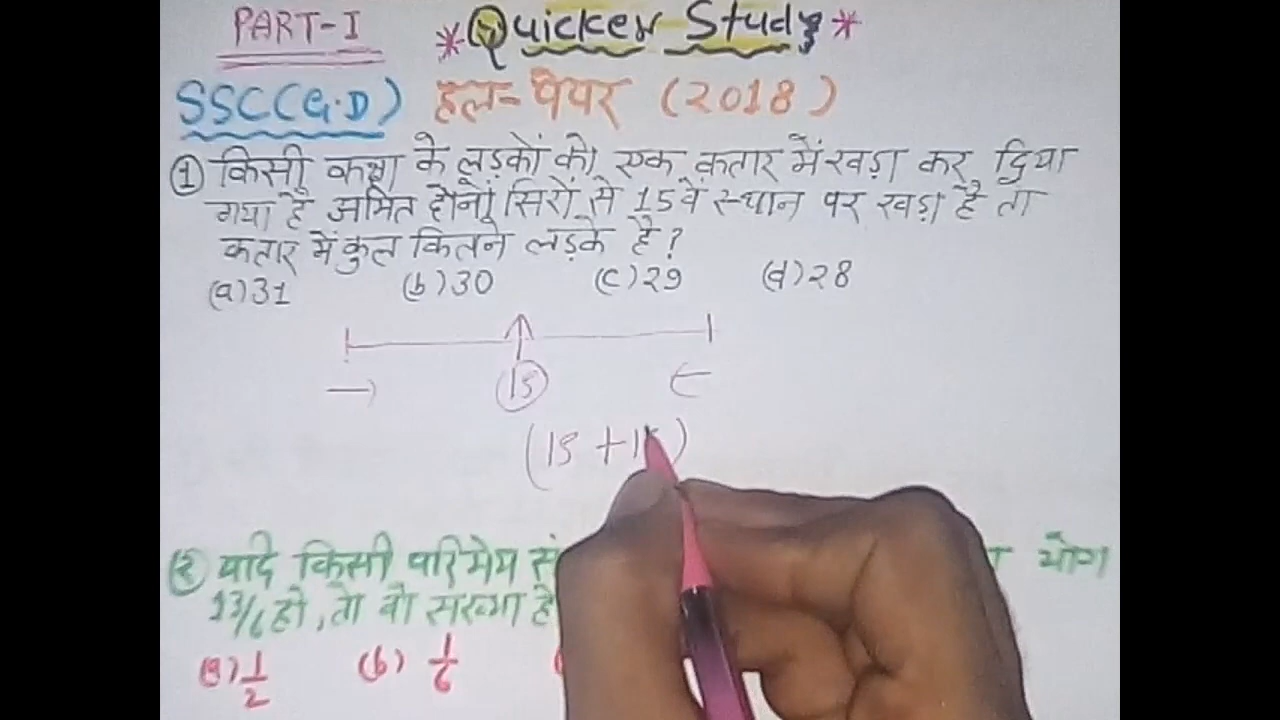 PART-I
*Quicker Study*
SSC(G.D) हल-पेपर (2018)
① किसी कक्षा के लड़कों को एक कतार में खड़ा कर दिया
गया है अमित दोनों सिरों से 15वें स्थान पर खड़ा है तो
कतार में कुल कितने लड़के है?
(a) 31 (b) 30 (c) 29 (d) 28
15
(15 + 1
② यदि किसी परिमेय योग
13/6 हो, तो वो संख्या है
(a) 1/2 (b) 1/6